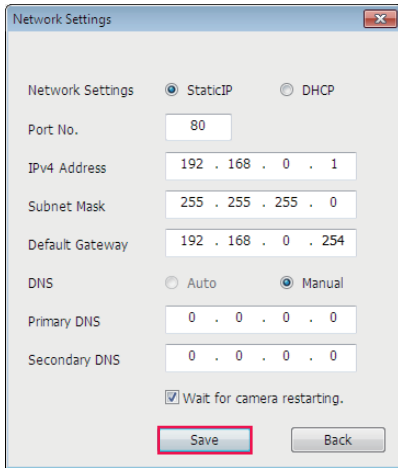 Network Settings
Network Settings StaticIP DHCP
Port No. 80
IPv4 Address 192 . 168 . 0 . 1
Subnet Mask 255 . 255 . 255 . 0
Default Gateway 192 . 168 . 0 . 254
DNS Auto Manual
Primary DNS 0 . 0 . 0 . 0
Secondary DNS 0 . 0 . 0 . 0
Wait for camera restarting.
Save Back